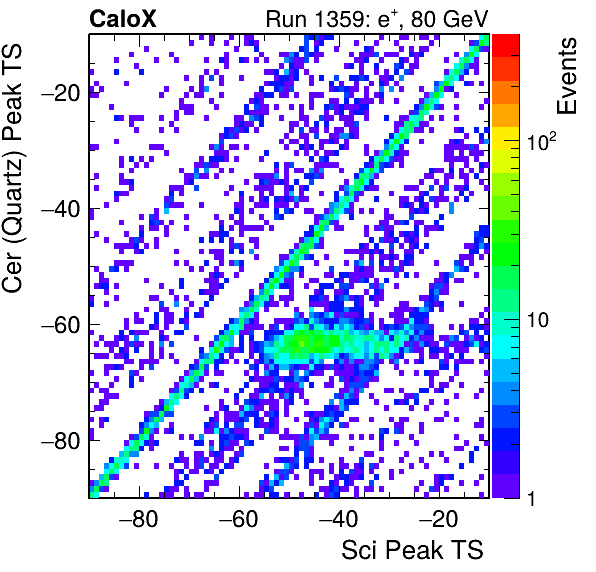 CaloX Run 1359: e⁺, 80 GeV
Events
Cer (Quartz) Peak TS
−20
−40
−60
−80
10²
10
1
−80 −60 −40 −20
Sci Peak TS